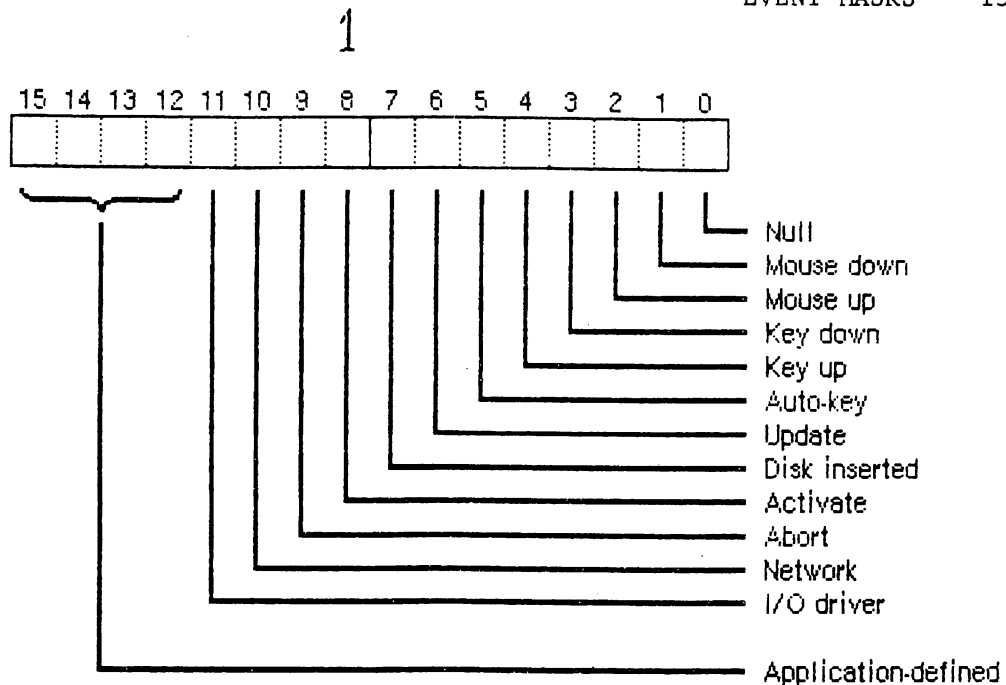 EVENT MASKS
1
15 14 13 12 11 10 9 8 7 6 5 4 3 2 1 0
Null
Mouse down
Mouse up
Key down
Key up
Auto-key
Update
Disk inserted
Activate
Abort
Network
I/O driver
Application-defined